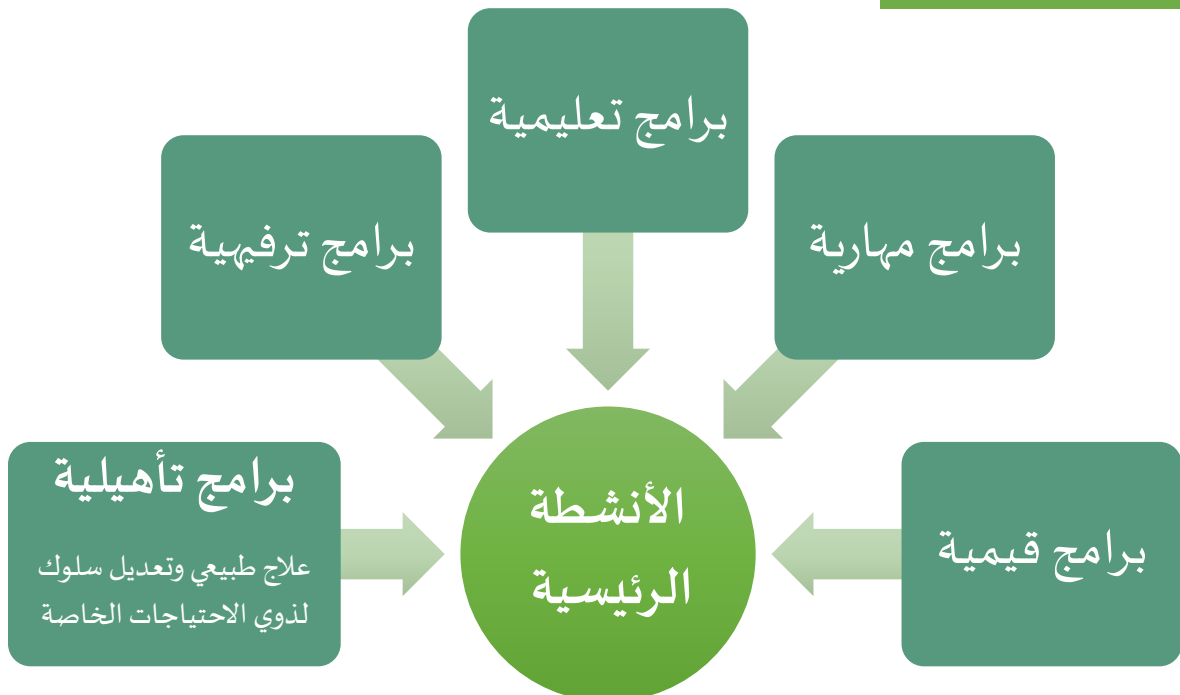 برامج تعليمية
برامج مهارية
برامج ترفيهية
برامج قيمية
الأنشطة
الرئيسية
برامج تأهيلية
علاج طبيعي وتعديل سلوك
لذوي الاحتياجات الخاصة